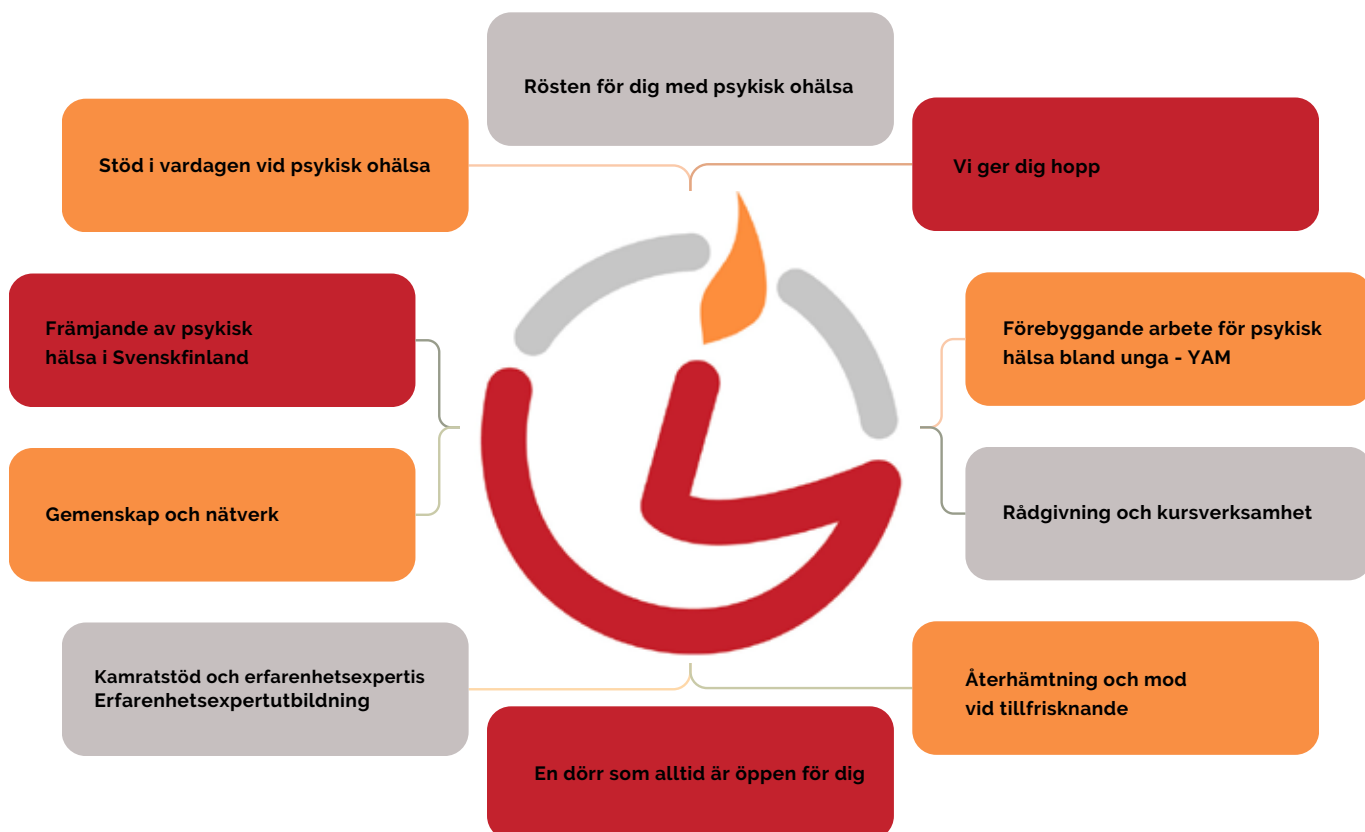 Rösten för dig med psykisk ohälsa
Stöd i vardagen vid psykisk ohälsa
Vi ger dig hopp
Främjande av psykisk
hälsa i Svenskfinland
Förebyggande arbete för psykisk
hälsa bland unga - YAM
Gemenskap och nätverk
Rådgivning och kursverksamhet
Kamratstöd och erfarenhetsexpertis
Erfarenhetsexpertutbildning
Återhämtning och mod
vid tillfrisknande
En dörr som alltid är öppen för dig